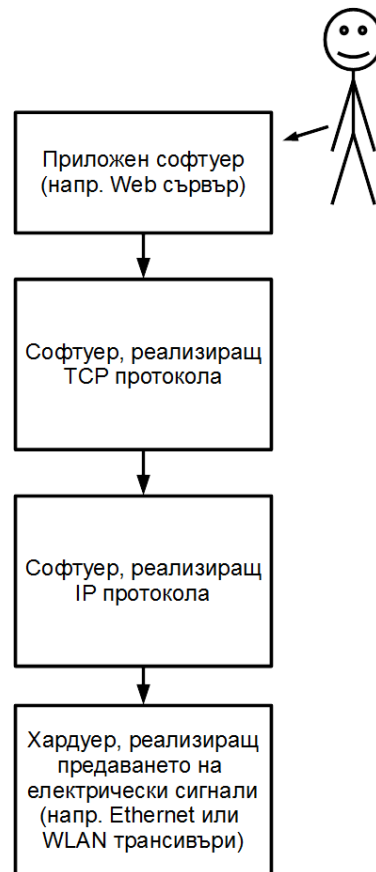 Приложен софтуер
(напр. Web сървър)
Софтуер, реализиращ
TCP протокола
Софтуер, реализиращ
IP протокола
Хардуер, реализиращ
предаването на
електрически сигнали
(напр. Ethernet или
WLAN трансивъри)